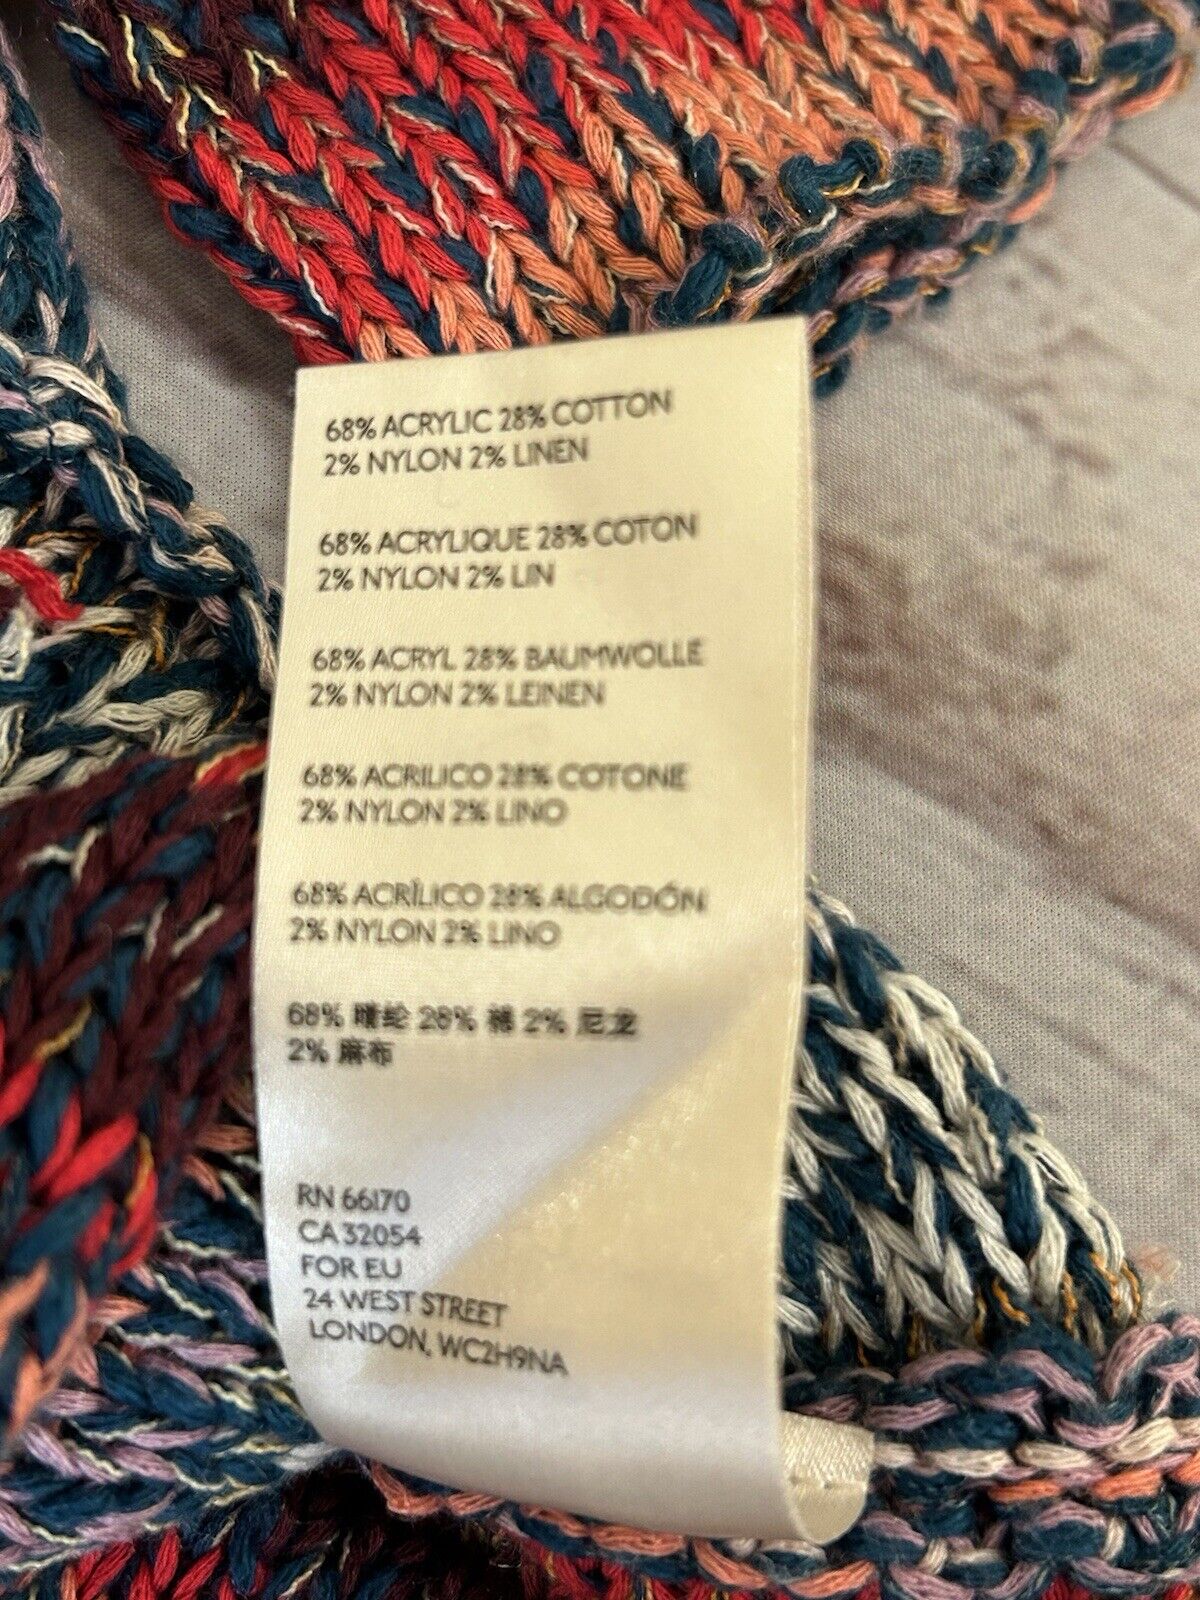 68% ACRYLIC 28% COTTON
2% NYLON 2% LINEN
68% ACRYLIQUE 28% COTON
2% NYLON 2% LIN
68% ACRYL 28% BAUMWOLLE
2% NYLON 2% LEINEN
68% ACRILICO 28% COTONE
2% NYLON 2% LINO
68% ACRÍLICO 28% ALGODÓN
2% NYLON 2% LINO
68% 晴纶 28% 棉 2% 尼龙
2% 麻布
RN 66170
CA 32054
FOR EU
24 WEST STREET
LONDON, WC2H9NA